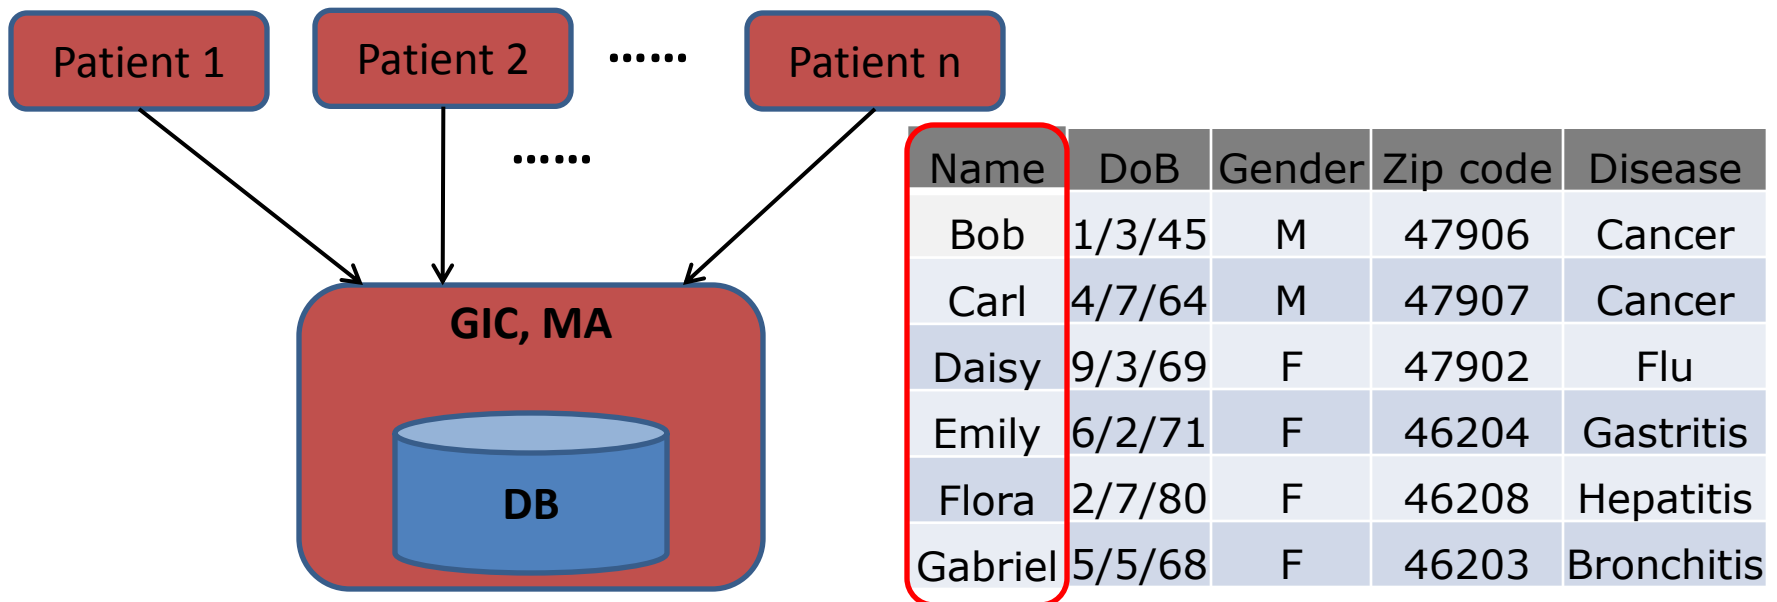 Patient 1 Patient 2 ...... Patient n
......
GIC, MA
DB
Name DoB Gender Zip code Disease
Bob 1/3/45 M 47906 Cancer
Carl 4/7/64 M 47907 Cancer
Daisy 9/3/69 F 47902 Flu
Emily 6/2/71 F 46204 Gastritis
Flora 2/7/80 F 46208 Hepatitis
Gabriel 5/5/68 F 46203 Bronchitis